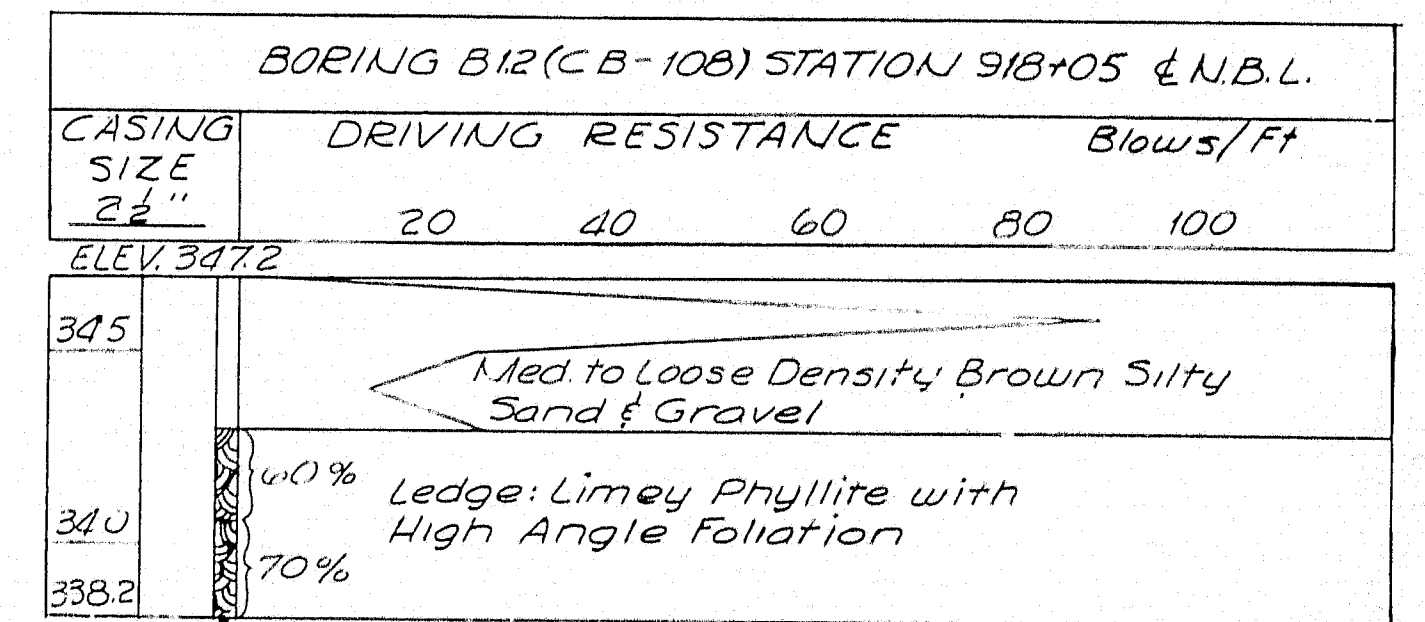 BORING B1.2 (CB-108) STATION 918+05 ℄ N.B.L.
CASING SIZE 2½"
DRIVING RESISTANCE Blows/Ft
20 40 60 80 100
ELEV. 347.2
345
Med. to Loose Density Brown Silty
Sand & Gravel
60%
Ledge: Limey Phyllite with
340
High Angle Foliation
70%
338.2